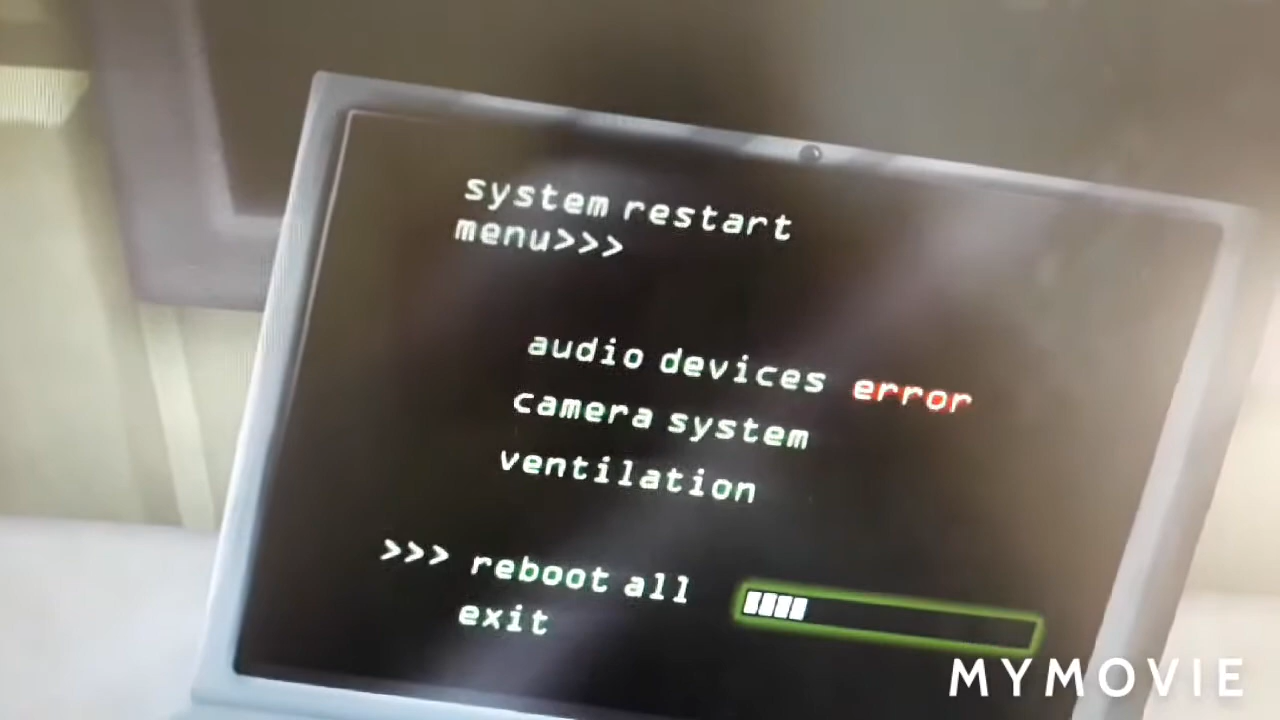 system restart
menu>>>
audio devices error
camera system
ventilation
>>> reboot all
exit
MYMOVIE